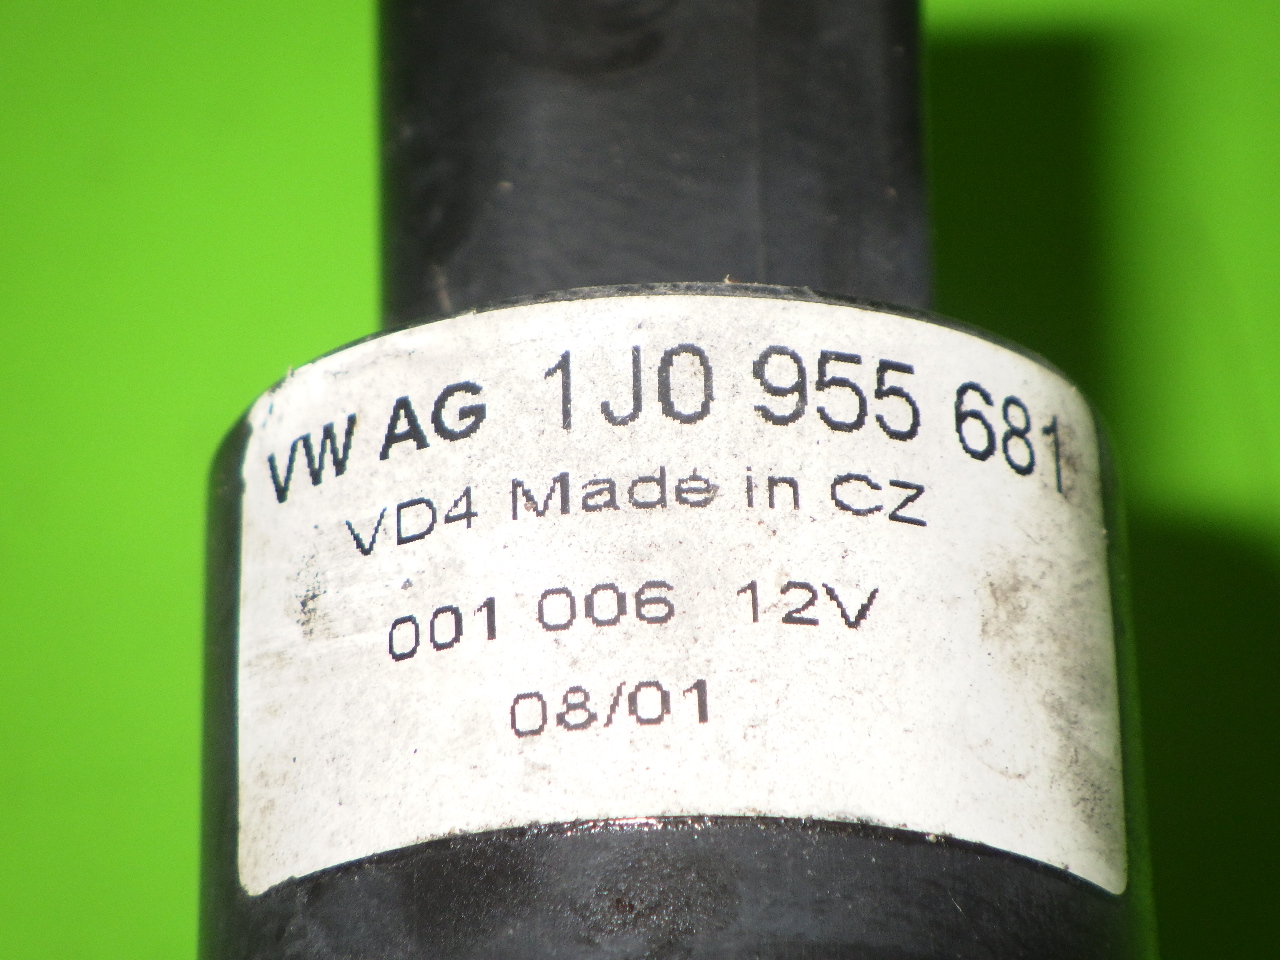 VW AG 1J0 955 681
VD4 Made in CZ
001 006 12V
08/01